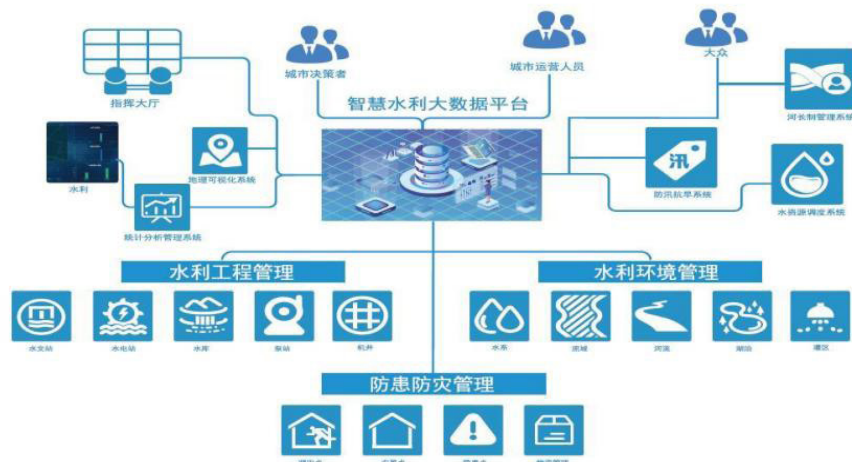 城市决策者
城市运营人员
大众
指挥大厅
智慧水利大数据平台
河长制管理系统
水利
地理可视化系统
汛
防汛抗旱系统
水资源调度系统
统计分析管理系统
水利工程管理
水利环境管理
水文站
水电站
水库
泵站
机井
水系
流域
河流
湖泊
灌区
防患防灾管理